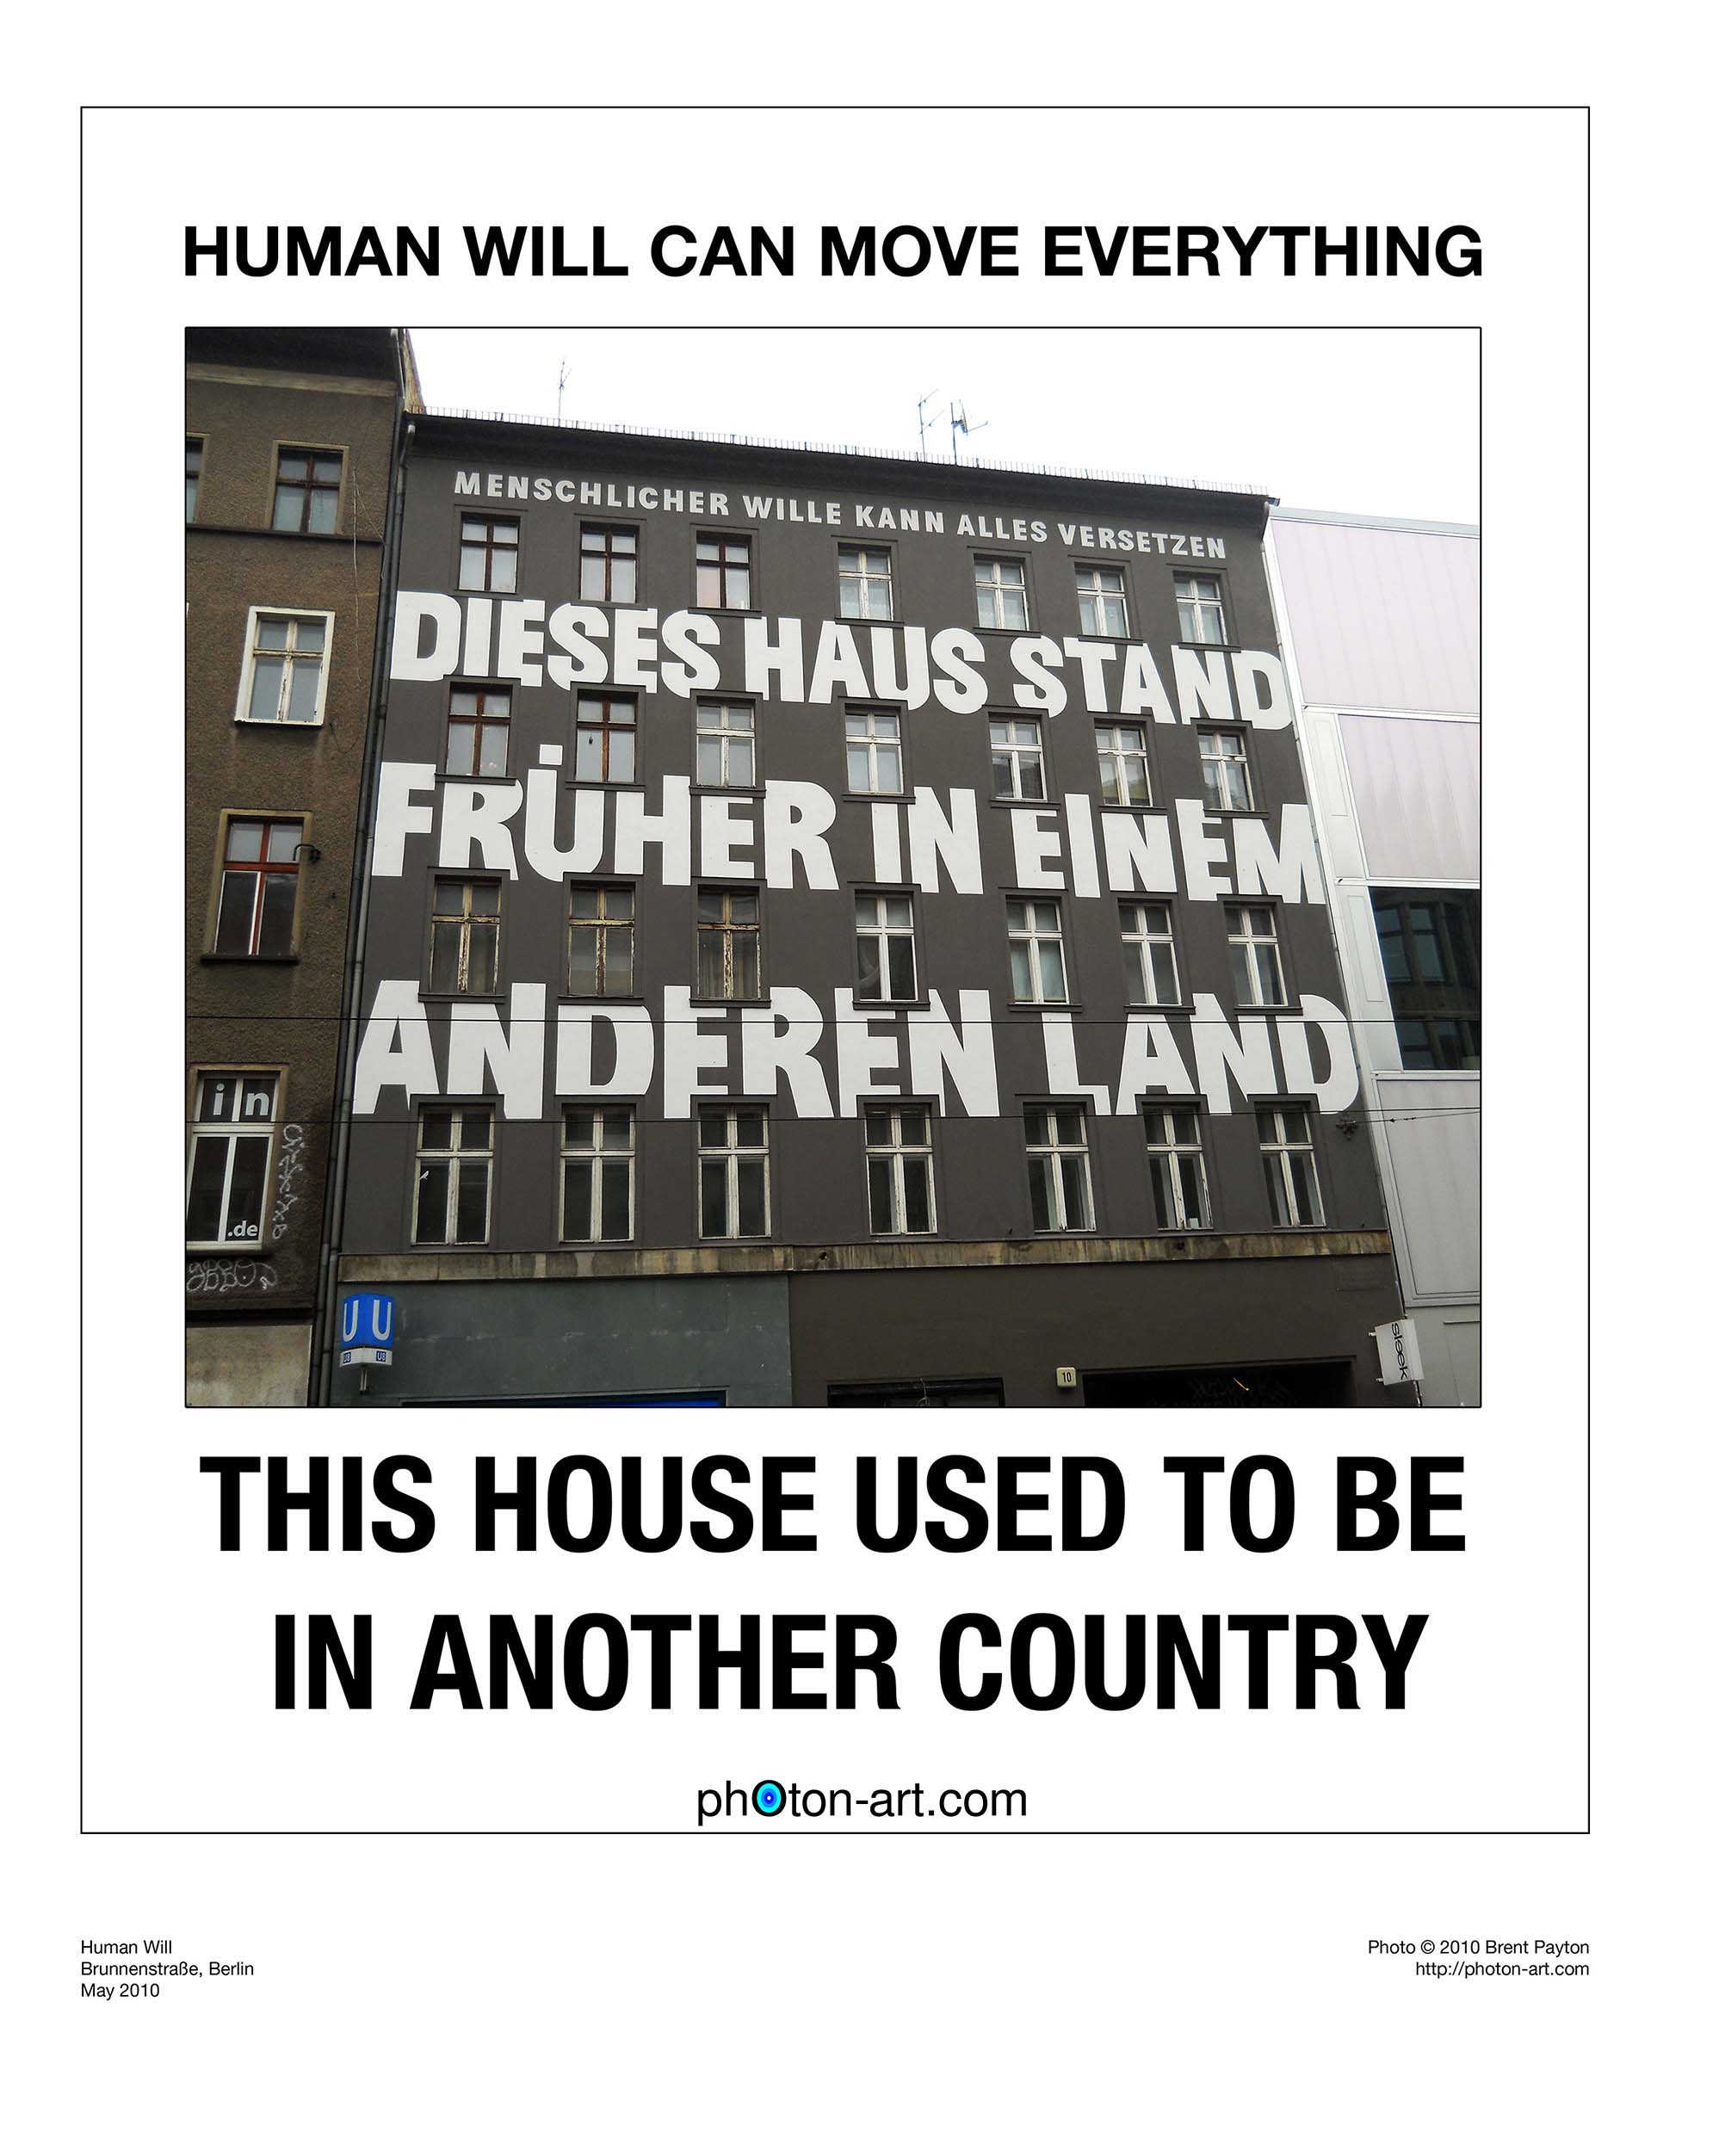 HUMAN WILL CAN MOVE EVERYTHING
MENSCHLICHER WILLE KANN ALLES VERSETZEN
DIESES HAUS STAND
FRÜHER IN EINEM
ANDEREN LAND
in
.de
U U
U8
10
sleek
THIS HOUSE USED TO BE
IN ANOTHER COUNTRY
photon-art.com
Human Will
Brunnenstraße, Berlin
May 2010
Photo © 2010 Brent Payton
http://photon-art.com